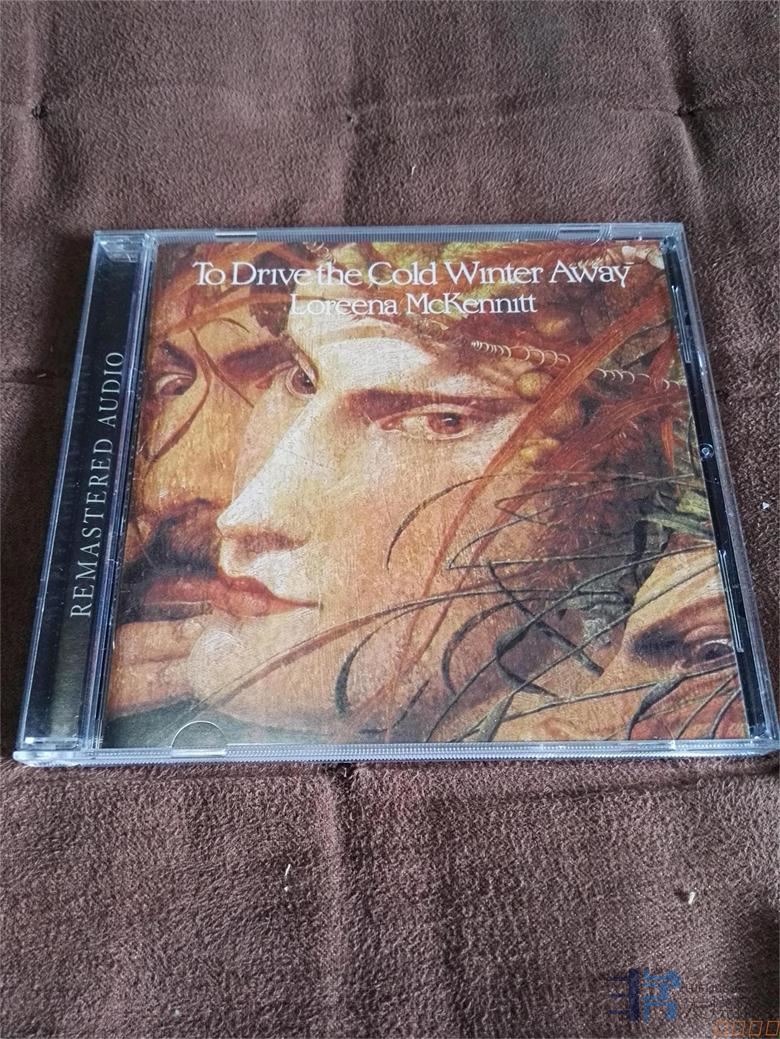 To Drive the Cold Winter Away
Loreena McKennitt
REMASTERED AUDIO